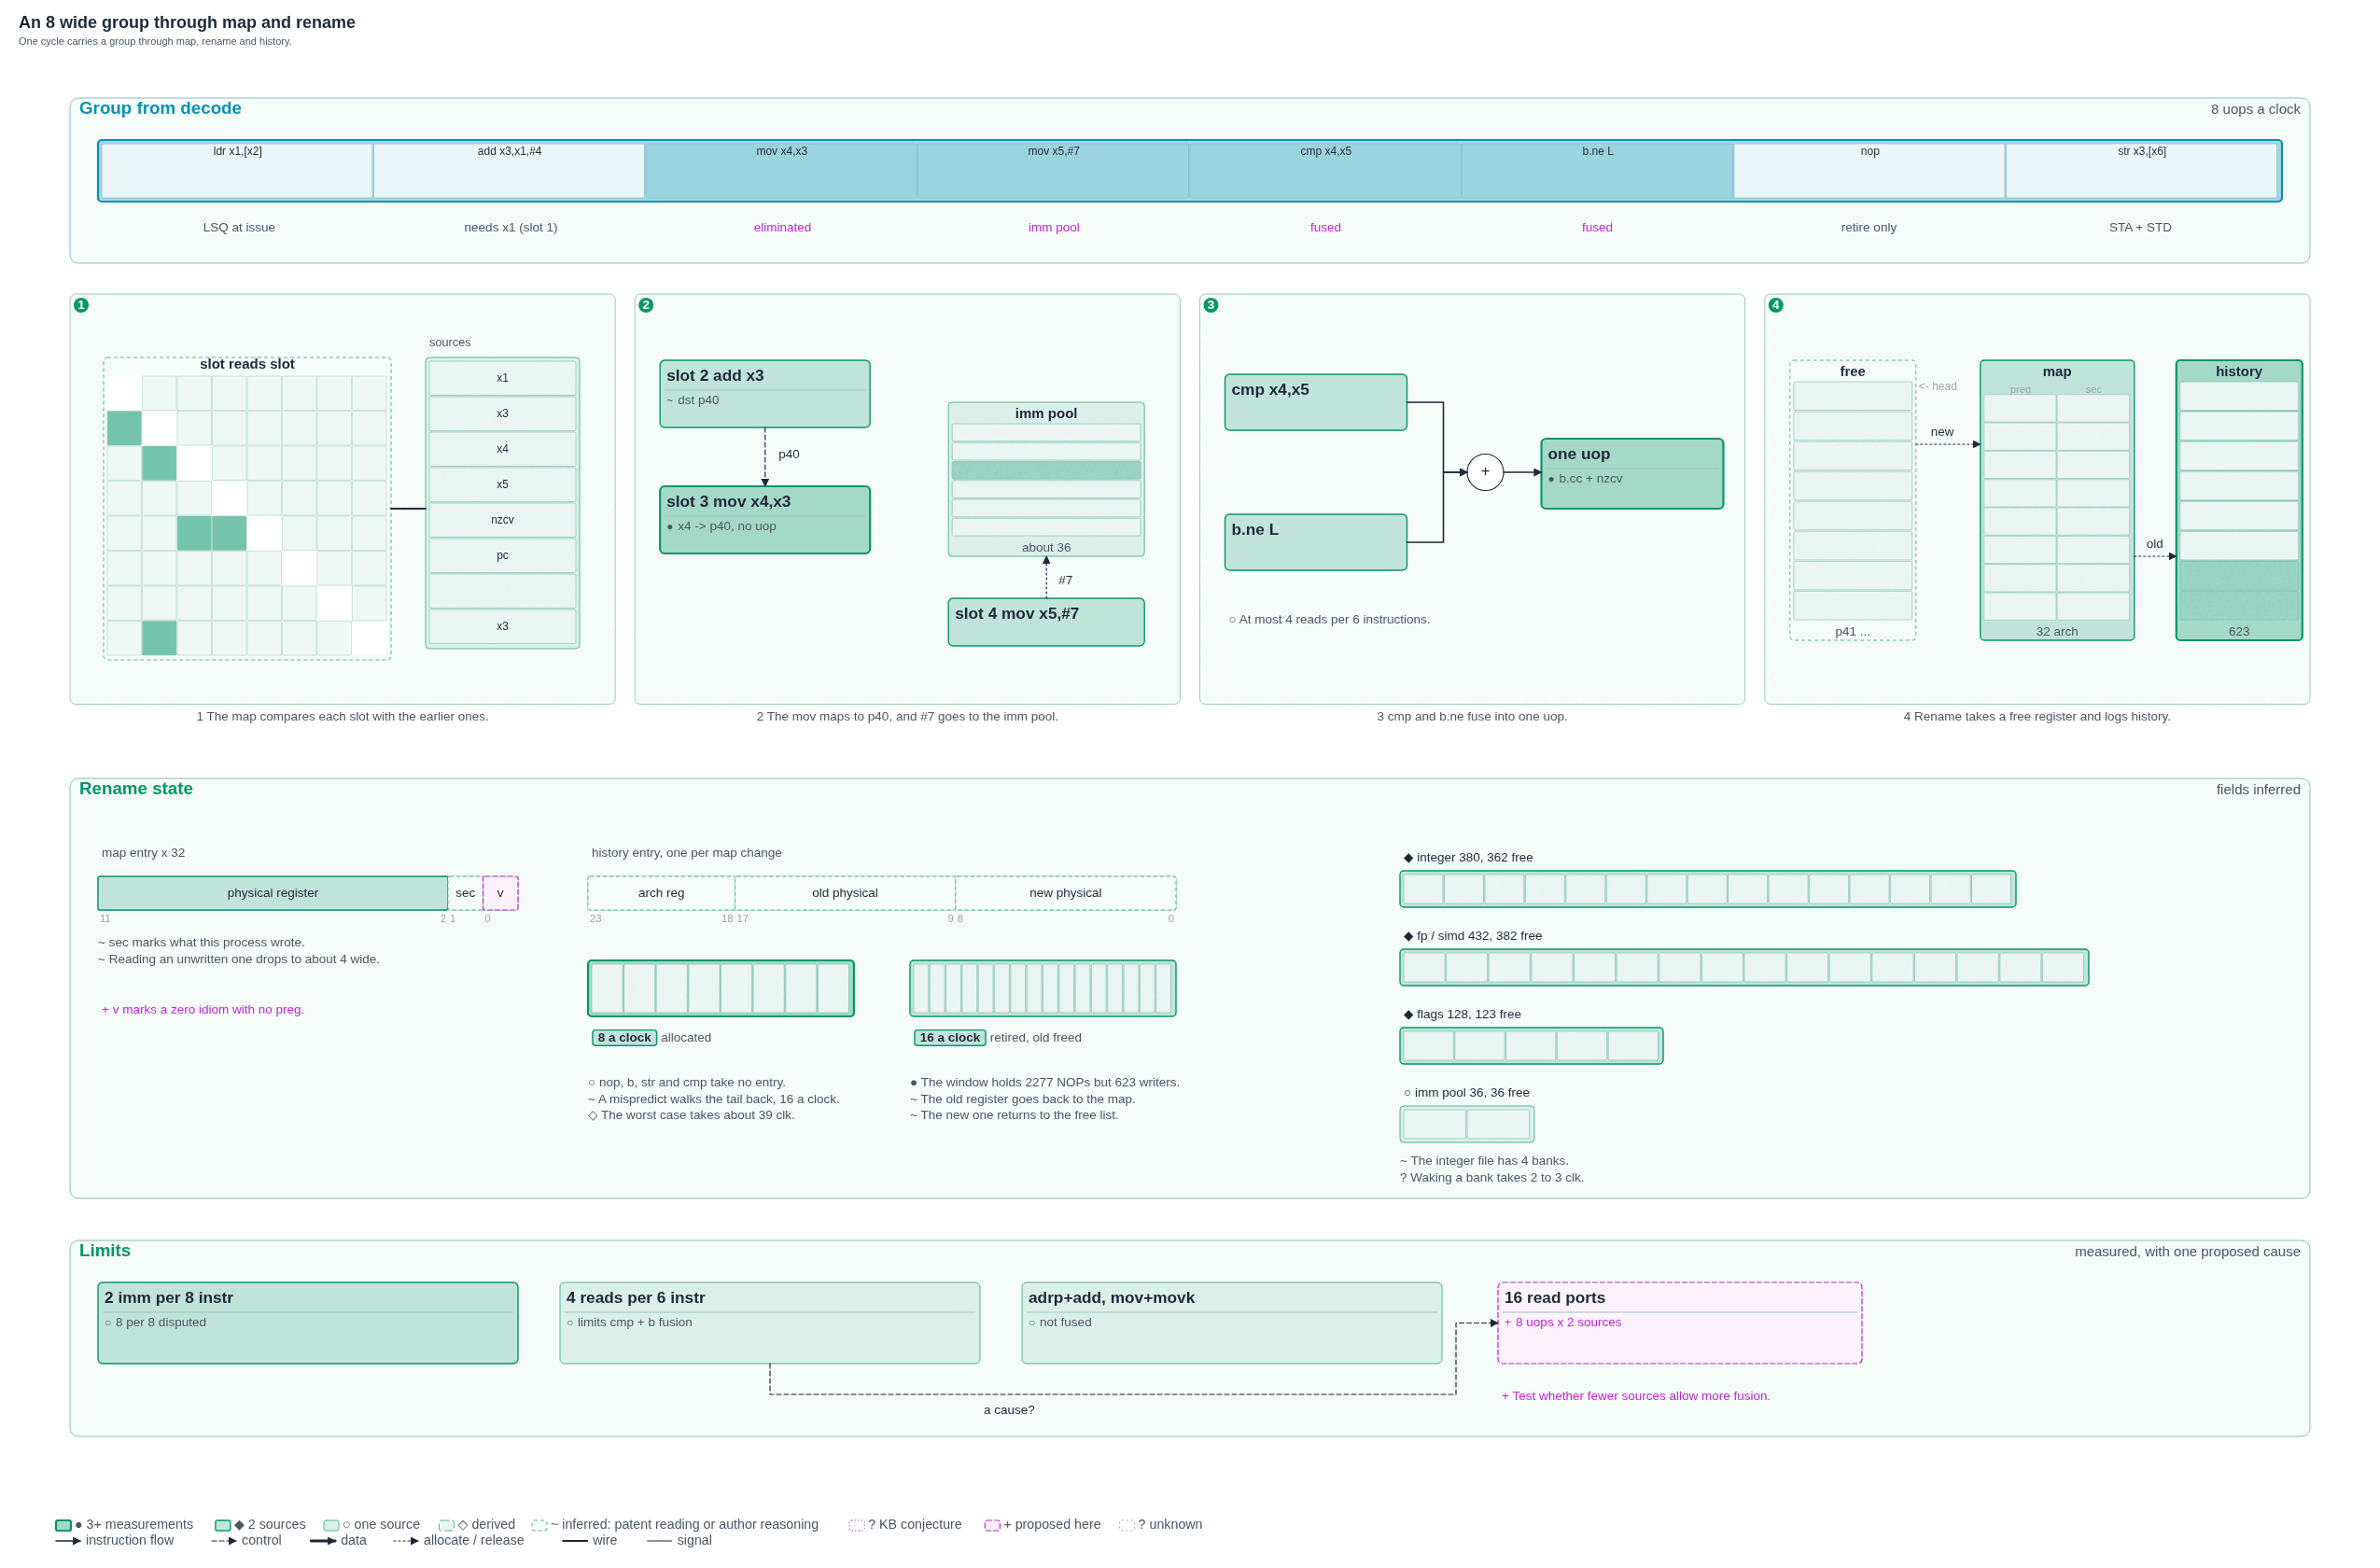 An 8 wide group through map and rename
One cycle carries a group through map, rename and history.
Group from decode
8 uops a clock
ldr x1,[x2]
add x3,x1,#4
mov x4,x3
mov x5,#7
cmp x4,x5
b.ne L
nop
str x3,[x6]
LSQ at issue
needs x1 (slot 1)
eliminated
imm pool
fused
fused
retire only
STA + STD
1
sources
slot reads slot
x1
x3
x4
x5
nzcv
pc
x3
1 The map compares each slot with the earlier ones.
2
slot 2 add x3
~ dst p40
p40
slot 3 mov x4,x3
● x4 -> p40, no uop
imm pool
about 36
#7
slot 4 mov x5,#7
2 The mov maps to p40, and #7 goes to the imm pool.
3
cmp x4,x5
b.ne L
+
one uop
● b.cc + nzcv
○ At most 4 reads per 6 instructions.
3 cmp and b.ne fuse into one uop.
4
free
<- head
new
p41 ...
map
preg
sec
32 arch
old
history
623
4 Rename takes a free register and logs history.
Rename state
fields inferred
map entry x 32
physical register
sec
v
11
2 1
0
~ sec marks what this process wrote.
~ Reading an unwritten one drops to about 4 wide.
+ v marks a zero idiom with no preg.
history entry, one per map change
arch reg
old physical
new physical
23
18 17
9 8
0
8 a clock allocated
16 a clock retired, old freed
○ nop, b, str and cmp take no entry.
~ A mispredict walks the tail back, 16 a clock.
◇ The worst case takes about 39 clk.
● The window holds 2277 NOPs but 623 writers.
~ The old register goes back to the map.
~ The new one returns to the free list.
◆ integer 380, 362 free
◆ fp / simd 432, 382 free
◆ flags 128, 123 free
○ imm pool 36, 36 free
~ The integer file has 4 banks.
? Waking a bank takes 2 to 3 clk.
Limits
measured, with one proposed cause
2 imm per 8 instr
○ 8 per 8 disputed
4 reads per 6 instr
○ limits cmp + b fusion
adrp+add, mov+movk
○ not fused
16 read ports
+ 8 uops x 2 sources
a cause?
+ Test whether fewer sources allow more fusion.
● 3+ measurements ◆ 2 sources ○ one source ◇ derived ~ inferred: patent reading or author reasoning ? KB conjecture + proposed here ? unknown
instruction flow control data allocate / release wire signal